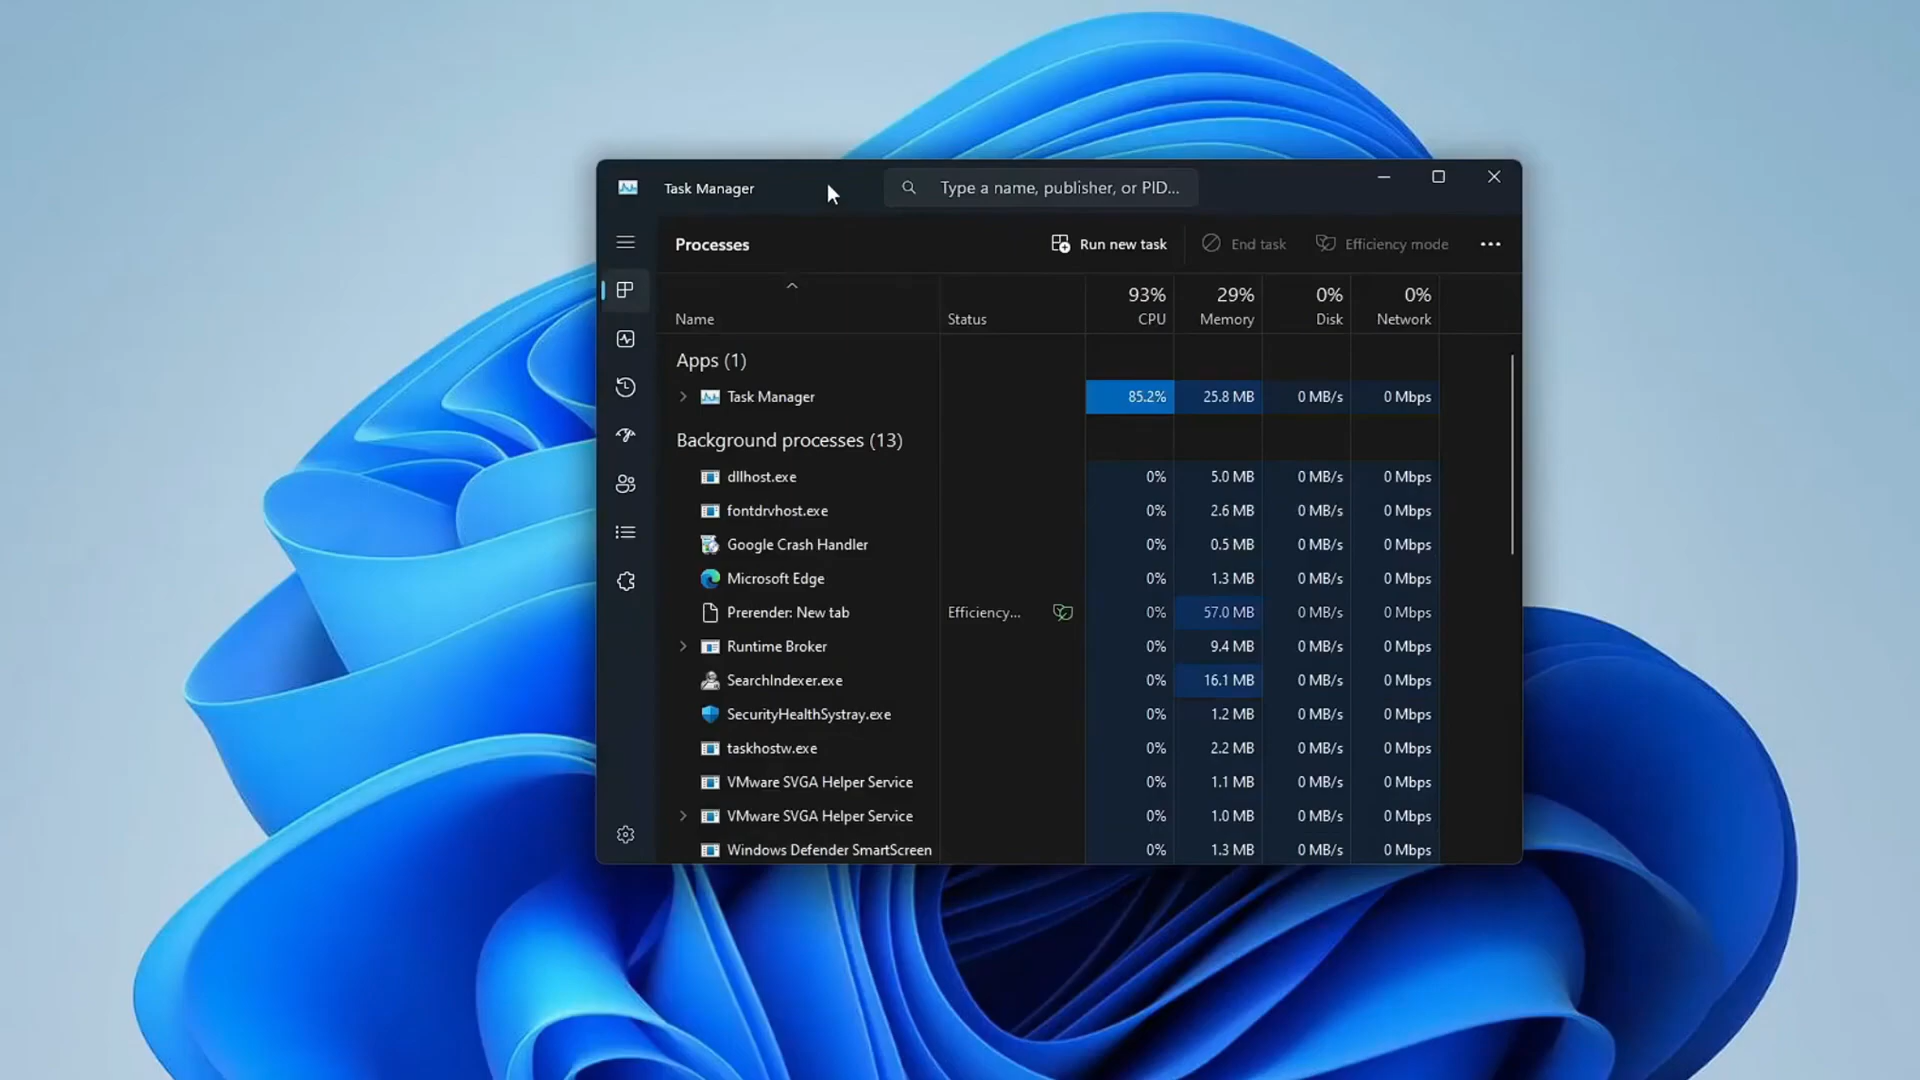 Task Manager
Type a name, publisher, or PID...
Processes
Run new task
End task
Efficiency mode
93% 29% 0% 0%
Name Status CPU Memory Disk Network
Apps (1)
Task Manager 85.2% 25.8 MB 0 MB/s 0 Mbps
Background processes (13)
dllhost.exe 0% 5.0 MB 0 MB/s 0 Mbps
fontdrvhost.exe 0% 2.6 MB 0 MB/s 0 Mbps
Google Crash Handler 0% 0.5 MB 0 MB/s 0 Mbps
Microsoft Edge 0% 1.3 MB 0 MB/s 0 Mbps
Prerender: New tab Efficiency... 0% 57.0 MB 0 MB/s 0 Mbps
Runtime Broker 0% 9.4 MB 0 MB/s 0 Mbps
SearchIndexer.exe 0% 16.1 MB 0 MB/s 0 Mbps
SecurityHealthSystray.exe 0% 1.2 MB 0 MB/s 0 Mbps
taskhostw.exe 0% 2.2 MB 0 MB/s 0 Mbps
VMware SVGA Helper Service 0% 1.1 MB 0 MB/s 0 Mbps
VMware SVGA Helper Service 0% 1.0 MB 0 MB/s 0 Mbps
Windows Defender SmartScreen 0% 1.3 MB 0 MB/s 0 Mbps